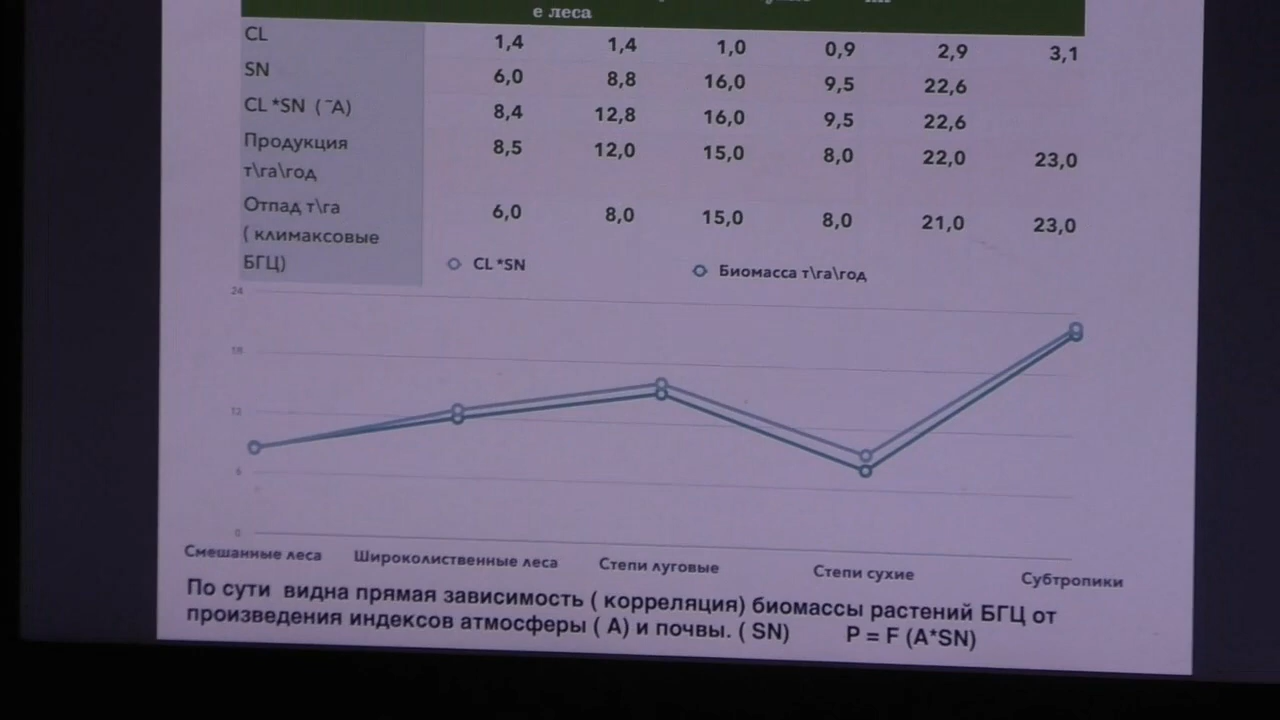 е леса
CL 1,4 1,4 1,0 0,9 2,9 3,1
SN 6,0 8,8 16,0 9,5 22,6
CL *SN ( ¯A) 8,4 12,8 16,0 9,5 22,6
Продукция 8,5 12,0 15,0 8,0 22,0 23,0
т\га\год
Отпад т\га 6,0 8,0 15,0 8,0 21,0 23,0
( климаксовые
БГЦ)
CL *SN Биомасса т\га\год
24
18
12
6
0
Смешанные леса Широколиственные леса Степи луговые Степи сухие Субтропики
По сути видна прямая зависимость ( корреляция) биомассы растений БГЦ от
произведения индексов атмосферы ( А) и почвы. ( SN) P = F (A*SN)